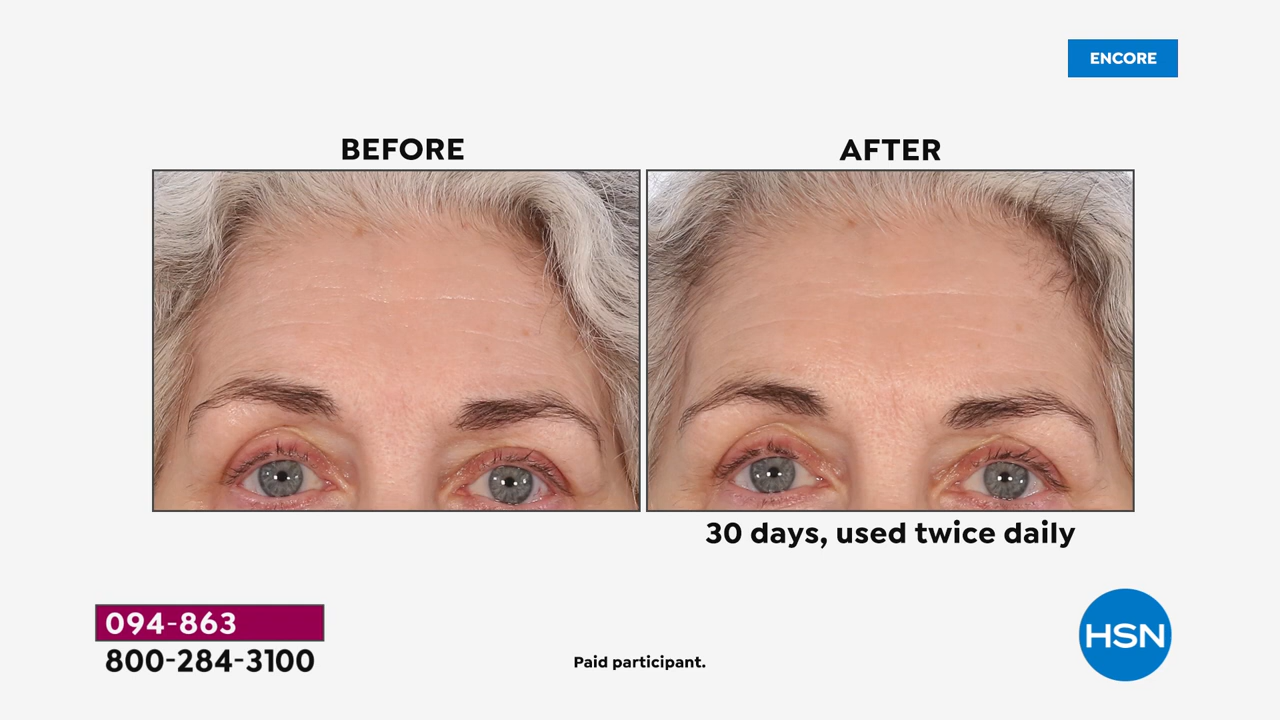 ENCORE
BEFORE
AFTER
30 days, used twice daily
094-863
800-284-3100
Paid participant.
HSN